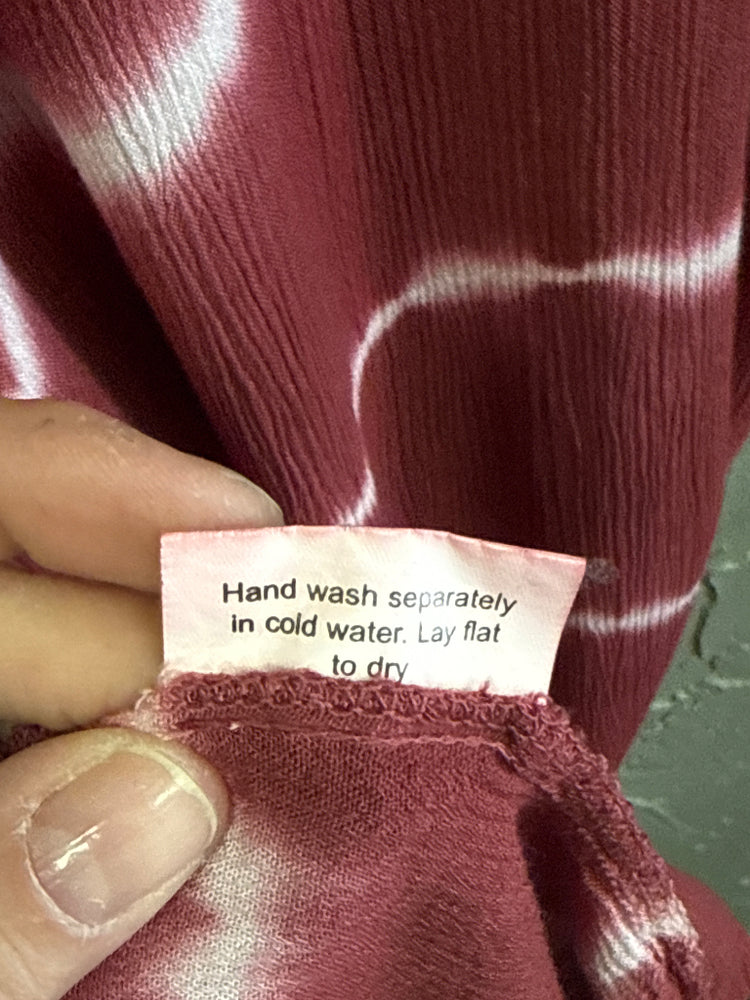 Hand wash separately
in cold water. Lay flat
to dry